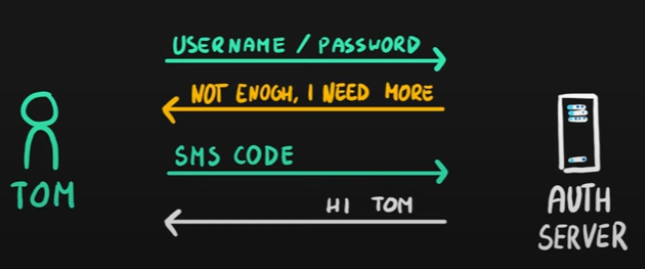 USERNAME / PASSWORD
NOT ENOGH, I NEED MORE
SMS CODE
HI TOM
TOM
AUTH
SERVER